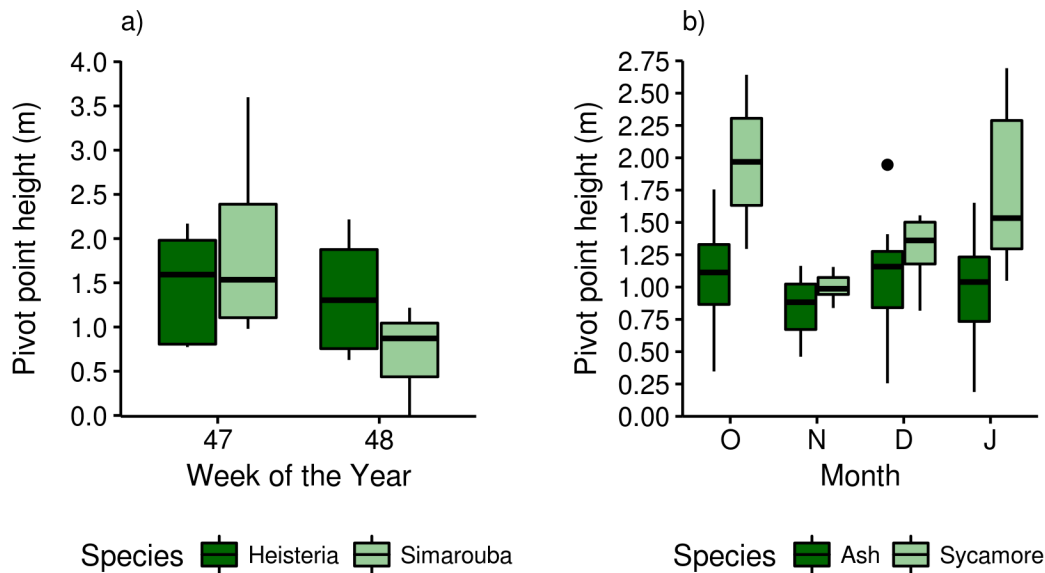 a)
Pivot point height (m)
4.0
3.5
3.0
2.5
2.0
1.5
1.0
0.5
0.0
47 48
Week of the Year
Species Heisteria Simarouba
b)
Pivot point height (m)
2.75
2.50
2.25
2.00
1.75
1.50
1.25
1.00
0.75
0.50
0.25
0.00
O N D J
Month
Species Ash Sycamore